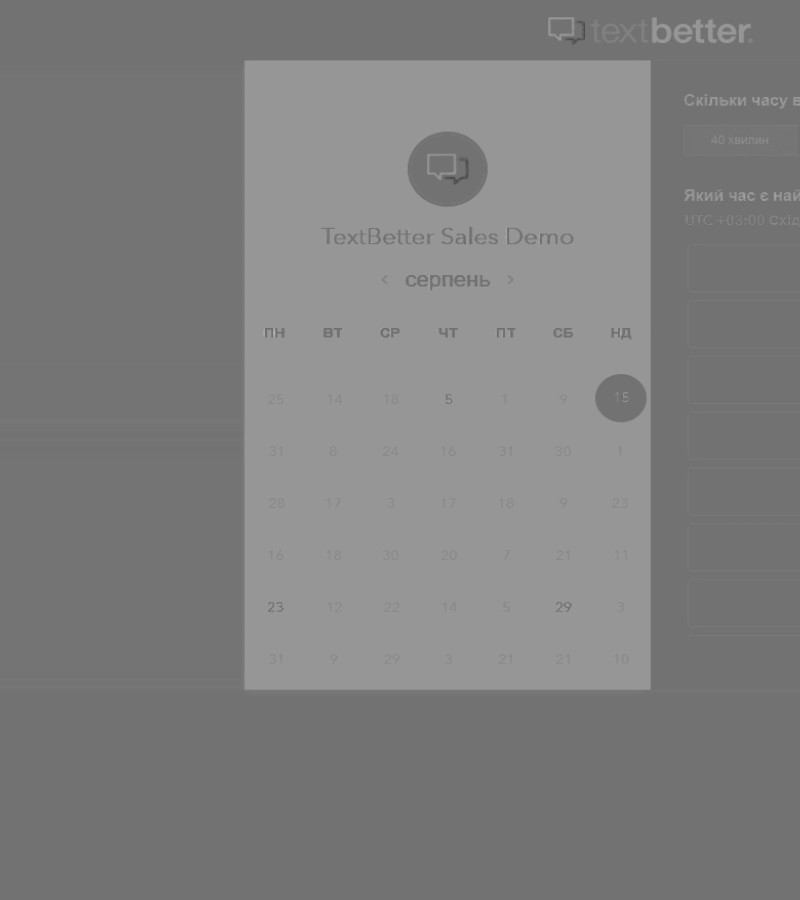 textbetter.
TextBetter Sales Demo
< серпень >
ПН ВТ СР ЧТ ПТ СБ НД
25 14 18 5 1 9 15
31 8 24 16 31 30 1
28 17 3 17 18 9 23
16 18 30 20 7 21 11
23 12 22 14 5 29 3
31 9 29 3 21 21 10
Скільки часу в
40 хвилин
Який час є най
UTC +03:00 Схід